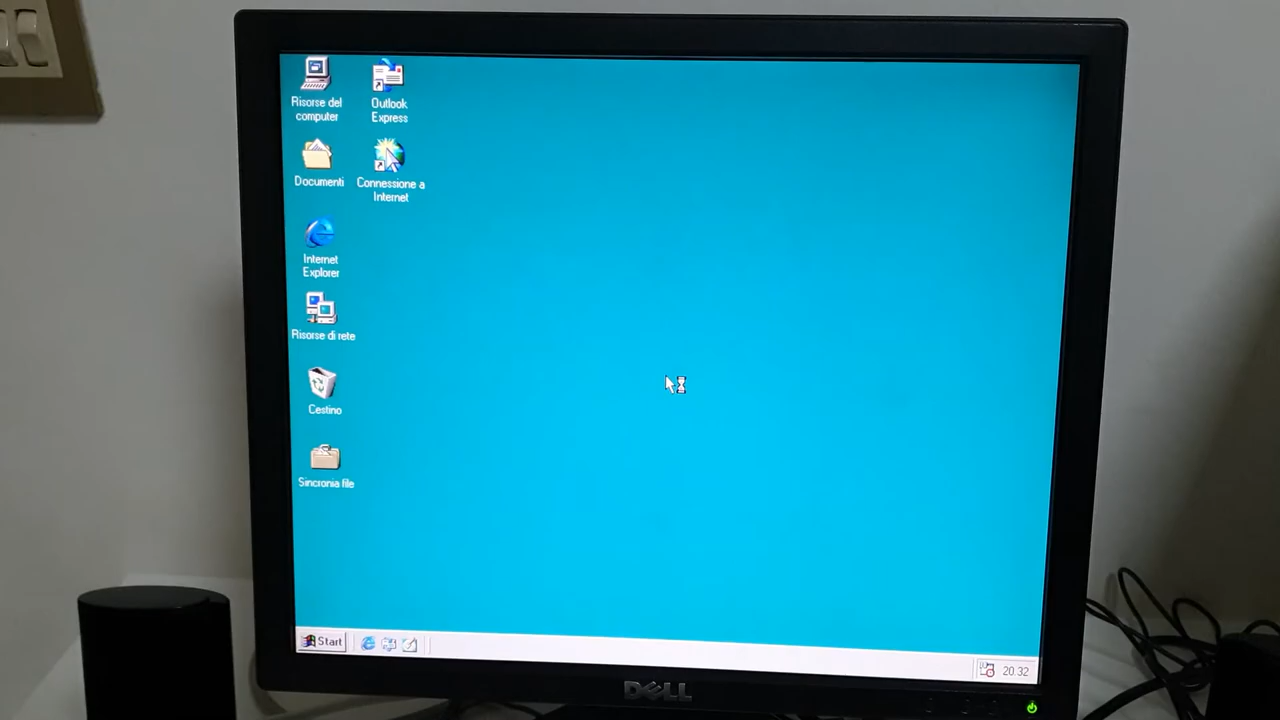 Risore del
computer
Outlook
Express
Documenti
Connessione a
Internet
Internet
Explorer
Risorse di rete
Cestino
Sincronia file
Start
20.32
DELL